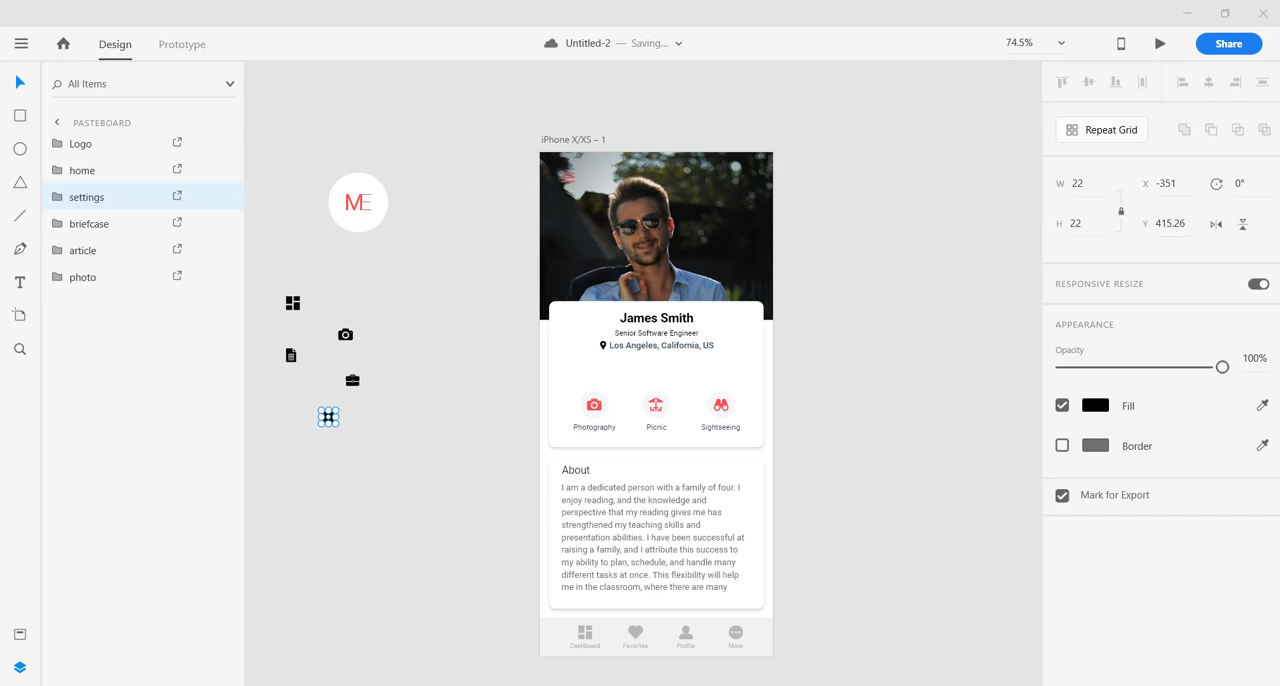 Design
Prototype
Untitled-2 — Saving...
74.5%
Share
All Items
PASTEBOARD
Logo
home
settings
briefcase
article
photo
ME
iPhone X/XS – 1
James Smith
Senior Software Engineer
Los Angeles, California, US
Photography
Picnic
Sightseeing
About
I am a dedicated person with a family of four. I
enjoy reading, and the knowledge and
perspective that my reading gives me has
strengthened my teaching skills and
presentation abilities. I have been successful at
raising a family, and I attribute this success to
my ability to plan, schedule, and handle many
different tasks at once. This flexibility will help
me in the classroom, where there are many
Dashboard
Favorites
Profile
More
Repeat Grid
W 22
X -351
0°
H 22
Y 415.26
RESPONSIVE RESIZE
APPEARANCE
Opacity
100%
Fill
Border
Mark for Export